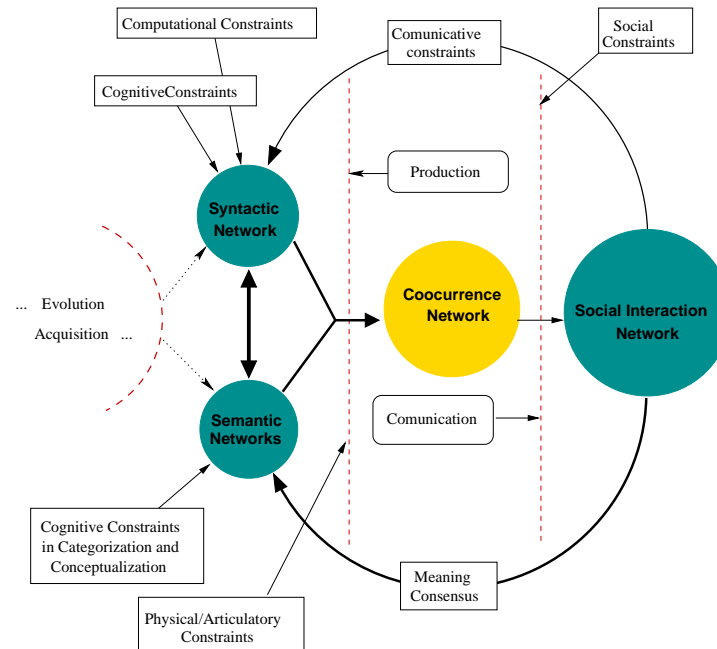 Computational Constraints
Comunicative
constraints
Social
Constraints
CognitiveConstraints
Production
Syntactic
Network
... Evolution
Acquisition ...
Coocurrence
Network
Social Interaction
Network
Semantic
Networks
Comunication
Cognitive Constraints
in Categorization and
Conceptualization
Meaning
Consensus
Physical/Articulatory
Constraints